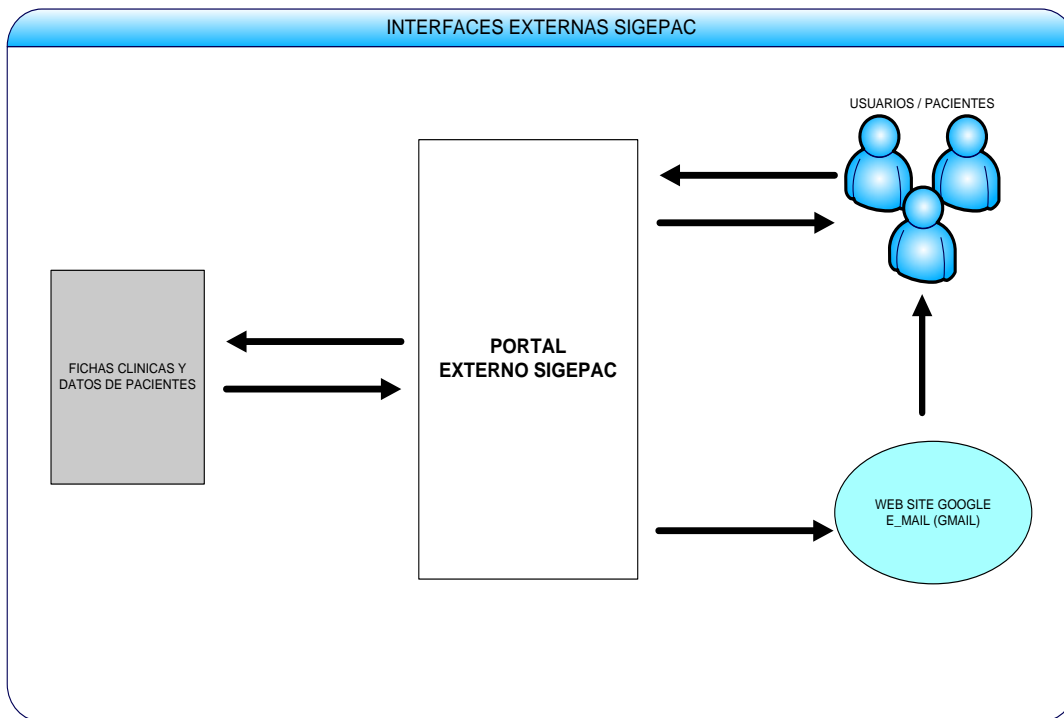 INTERFACES EXTERNAS SIGEPAC
USUARIOS / PACIENTES
PORTAL
EXTERNO SIGEPAC
FICHAS CLINICAS Y
DATOS DE PACIENTES
WEB SITE GOOGLE
E_MAIL (GMAIL)